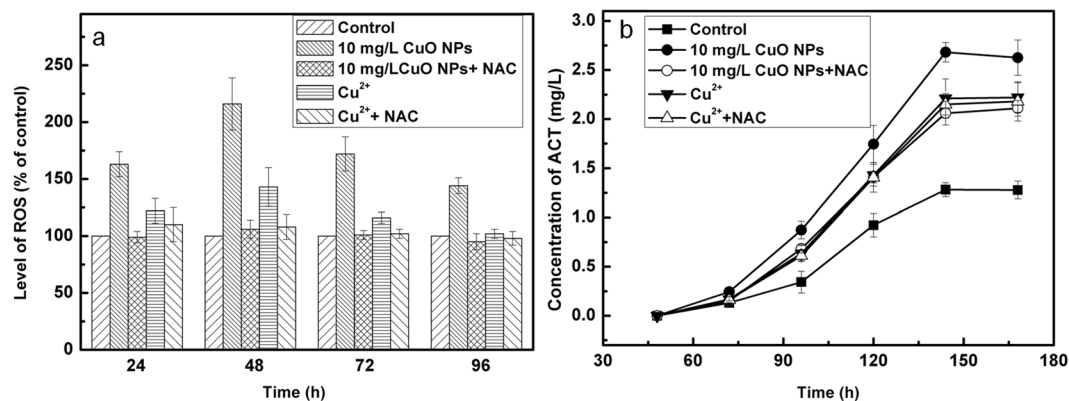 a
Control
10 mg/L CuO NPs
10 mg/LCuO NPs+ NAC
Cu²⁺
Cu²⁺+ NAC
Level of ROS (% of control)
250
200
150
100
50
0
24 48 72 96
Time (h)
b
Control
10 mg/L CuO NPs
10 mg/L CuO NPs+NAC
Cu²⁺
Cu²⁺+NAC
Concentration of ACT (mg/L)
3.0
2.5
2.0
1.5
1.0
0.5
0.0
30 60 90 120 150 180
Time (h)